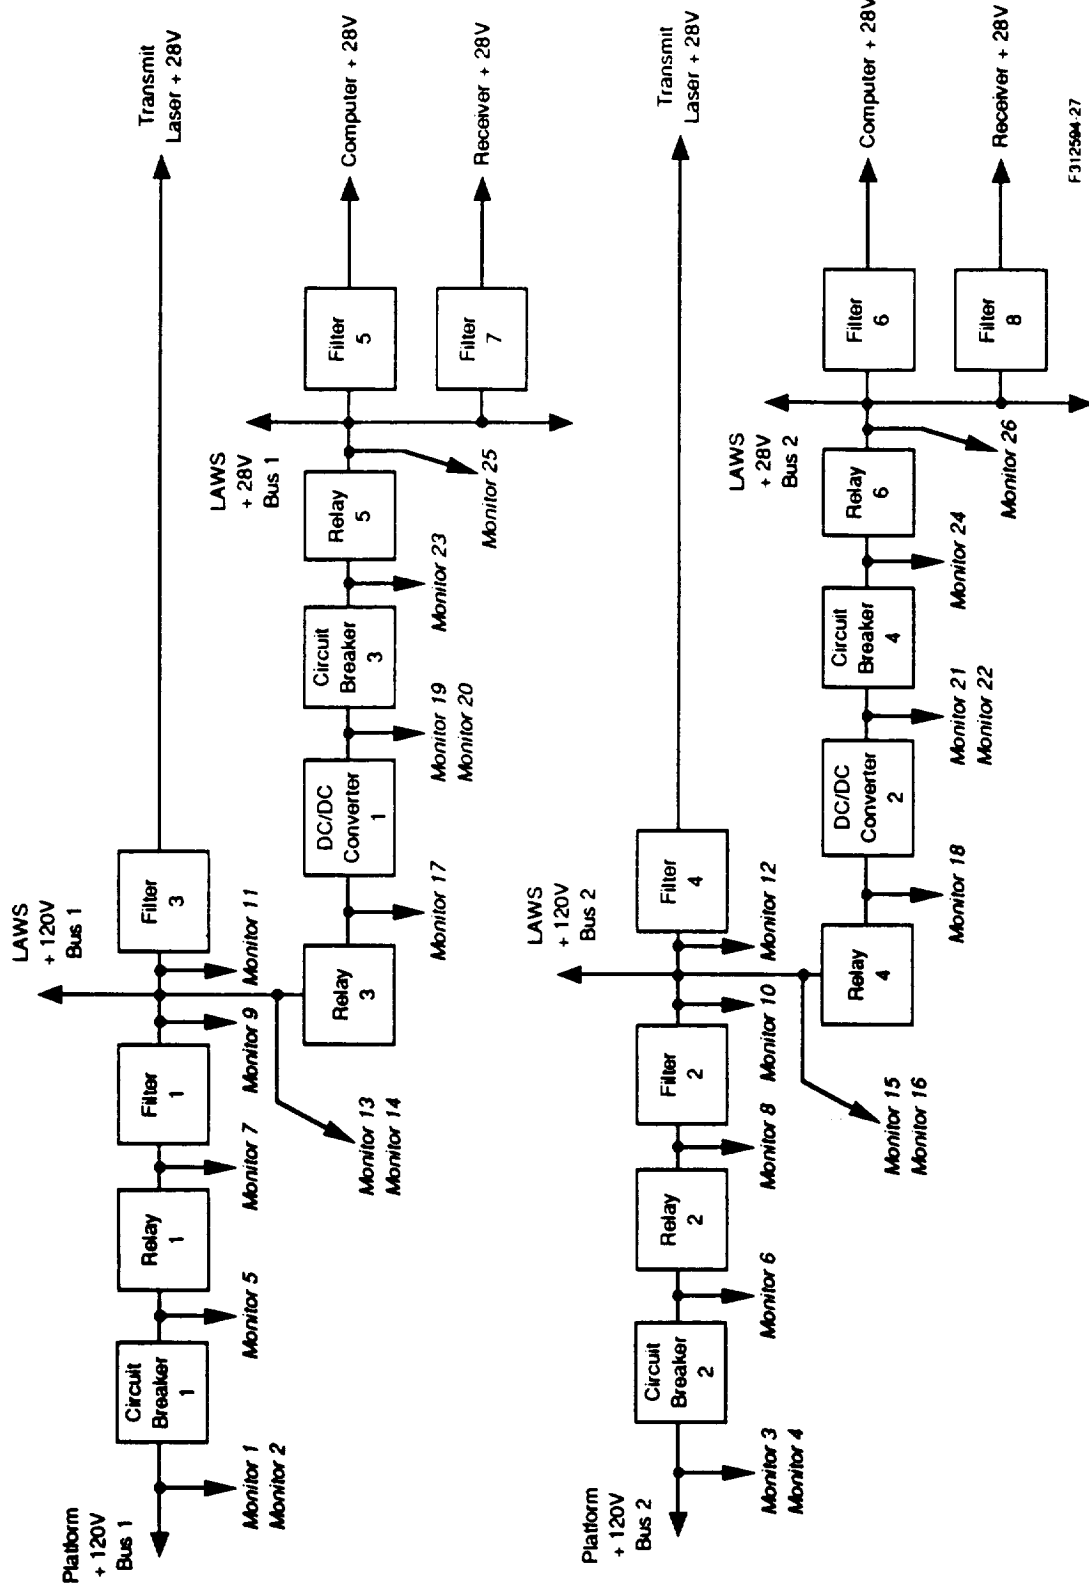 Platform
+ 120V
Bus 1
Monitor 1
Monitor 2
Circuit
Breaker
1
Monitor 5
Relay
1
Monitor 7
Filter
1
Monitor 9
LAWS
+ 120V
Bus 1
Monitor 11
Filter
3
Transmit
Laser + 28V
Monitor 13
Monitor 14
Relay
3
Monitor 17
DC/DC
Converter
1
Monitor 19
Monitor 20
Circuit
Breaker
3
Monitor 23
Relay
5
LAWS
+ 28V
Bus 1
Monitor 25
Filter
5
Computer + 28V
Filter
7
Receiver + 28V
Platform
+ 120V
Bus 2
Monitor 3
Monitor 4
Circuit
Breaker
2
Monitor 6
Relay
2
Monitor 8
Filter
2
Monitor 10
LAWS
+ 120V
Bus 2
Monitor 12
Filter
4
Transmit
Laser + 28V
Monitor 15
Monitor 16
Relay
4
Monitor 18
DC/DC
Converter
2
Monitor 21
Monitor 22
Circuit
Breaker
4
Monitor 24
Relay
6
LAWS
+ 28V
Bus 2
Monitor 26
Filter
6
Computer + 28V
Filter
8
Receiver + 28V
F312594-27